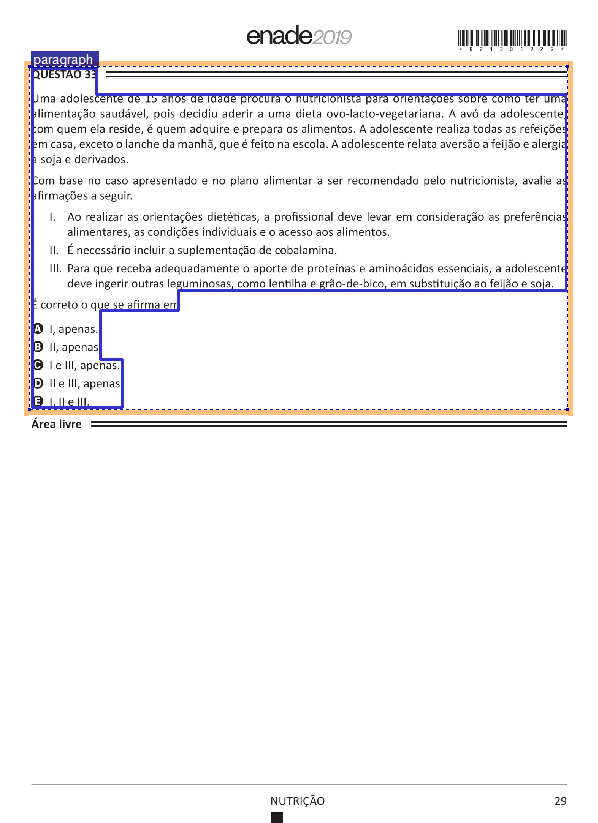 enade2019
paragraph
QUESTÃO 33
Uma adolescente de 15 anos de idade procura o nutricionista para orientações sobre como ter uma
alimentação saudável, pois decidiu aderir a uma dieta ovo-lacto-vegetariana. A avó da adolescente,
com quem ela reside, é quem adquire e prepara os alimentos. A adolescente realiza todas as refeições
em casa, exceto o lanche da manhã, que é feito na escola. A adolescente relata aversão a feijão e alergia
a soja e derivados.
Com base no caso apresentado e no plano alimentar a ser recomendado pelo nutricionista, avalie as
afirmações a seguir.
I. Ao realizar as orientações dietéticas, a profissional deve levar em consideração as preferências
alimentares, as condições individuais e o acesso aos alimentos.
II. É necessário incluir a suplementação de cobalamina.
III. Para que receba adequadamente o aporte de proteínas e aminoácidos essenciais, a adolescente
deve ingerir outras leguminosas, como lentilha e grão-de-bico, em substituição ao feijão e soja.
É correto o que se afirma em
A I, apenas.
B II, apenas.
C I e III, apenas.
D II e III, apenas.
E I, II e III.
Área livre
NUTRIÇÃO
29